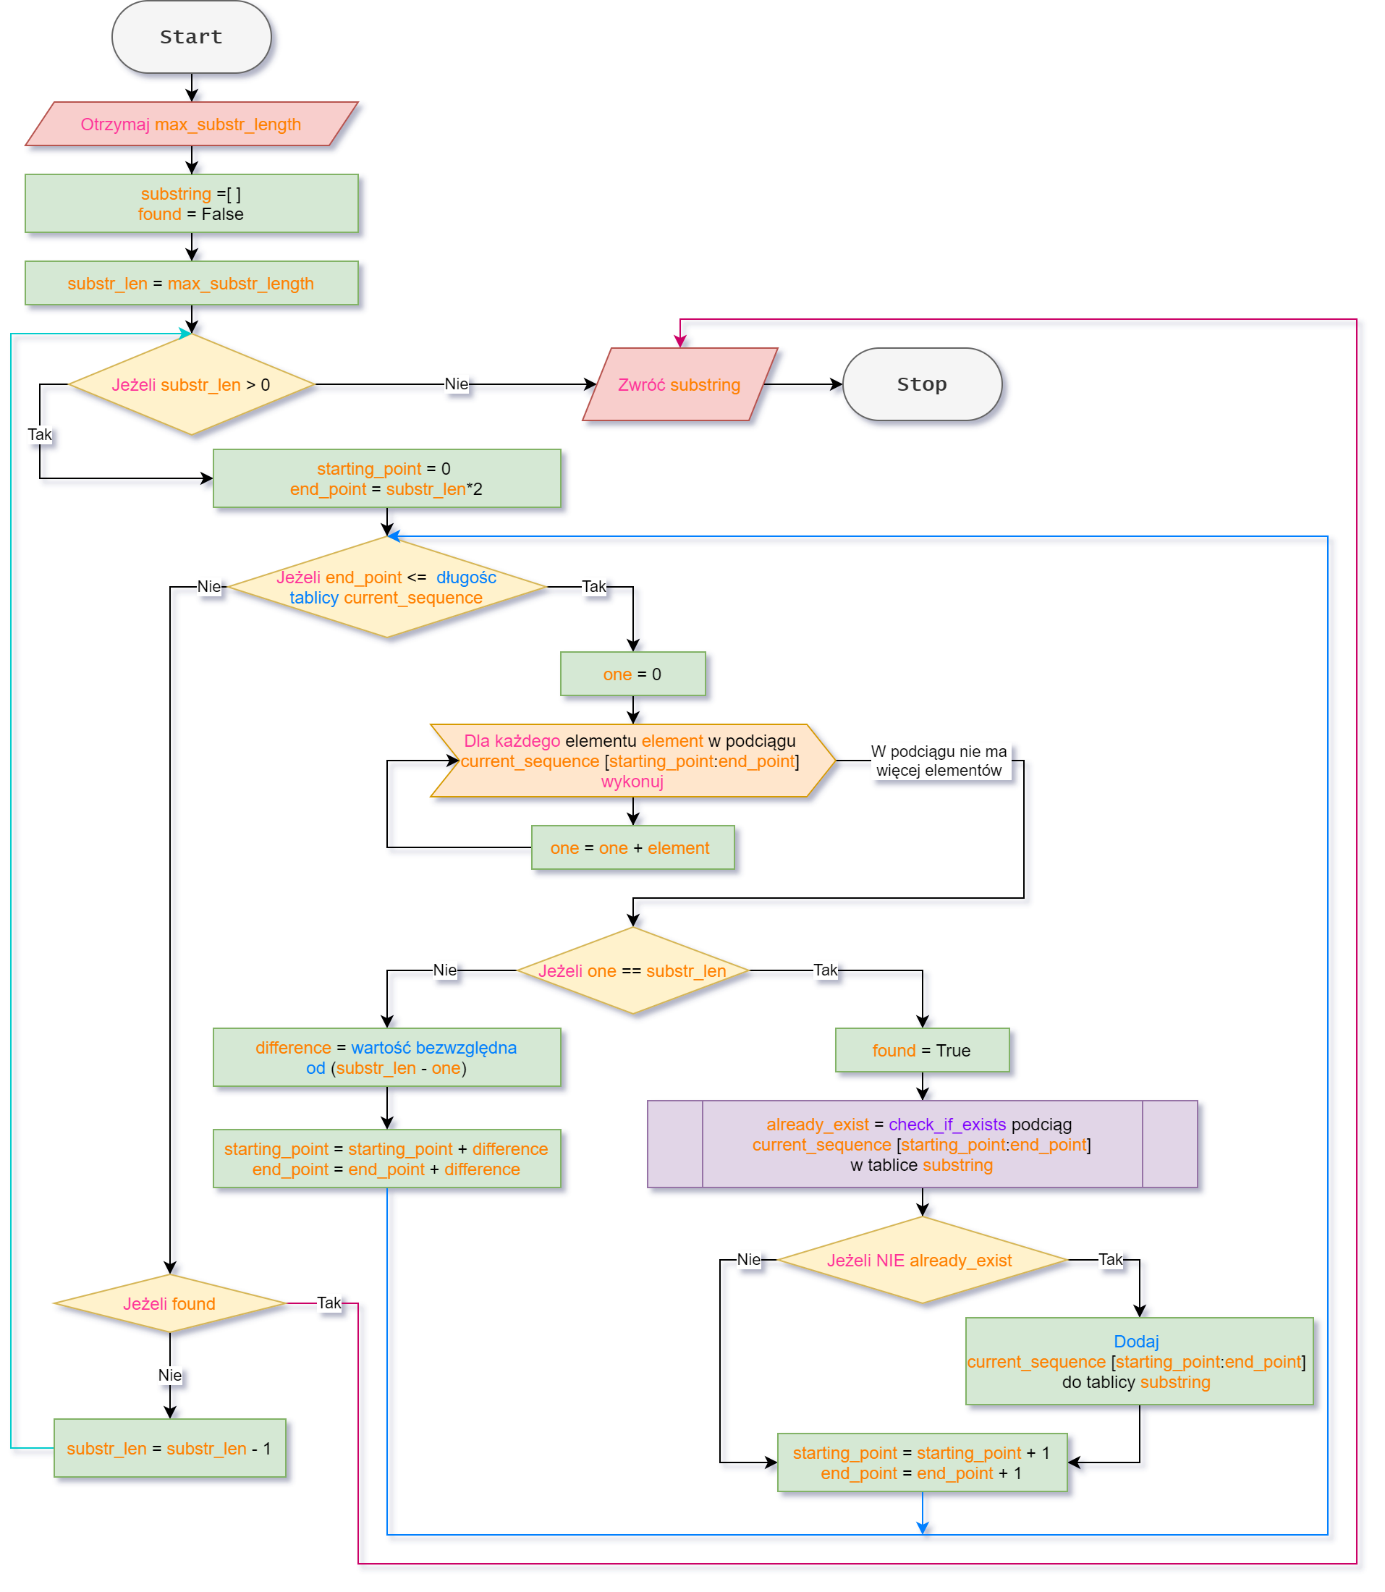 Start
Otrzymaj max_substr_length
substring =[ ]
found = False
substr_len = max_substr_length
Jeżeli substr_len > 0
Nie
Zwróć substring
Stop
Tak
starting_point = 0
end_point = substr_len*2
Jeżeli end_point <= długośc
tablicy current_sequence
Nie
Tak
one = 0
Dla każdego elementu element w podciągu
current_sequence [starting_point:end_point]
wykonuj
W podciągu nie ma
więcej elementów
one = one + element
Jeżeli one == substr_len
Nie
Tak
difference = wartość bezwzględna
od (substr_len - one)
starting_point = starting_point + difference
end_point = end_point + difference
found = True
already_exist = check_if_exists podciąg
current_sequence [starting_point:end_point]
w tablice substring
Jeżeli NIE already_exist
Nie
Tak
Dodaj
current_sequence [starting_point:end_point]
do tablicy substring
starting_point = starting_point + 1
end_point = end_point + 1
Jeżeli found
Tak
Nie
substr_len = substr_len - 1